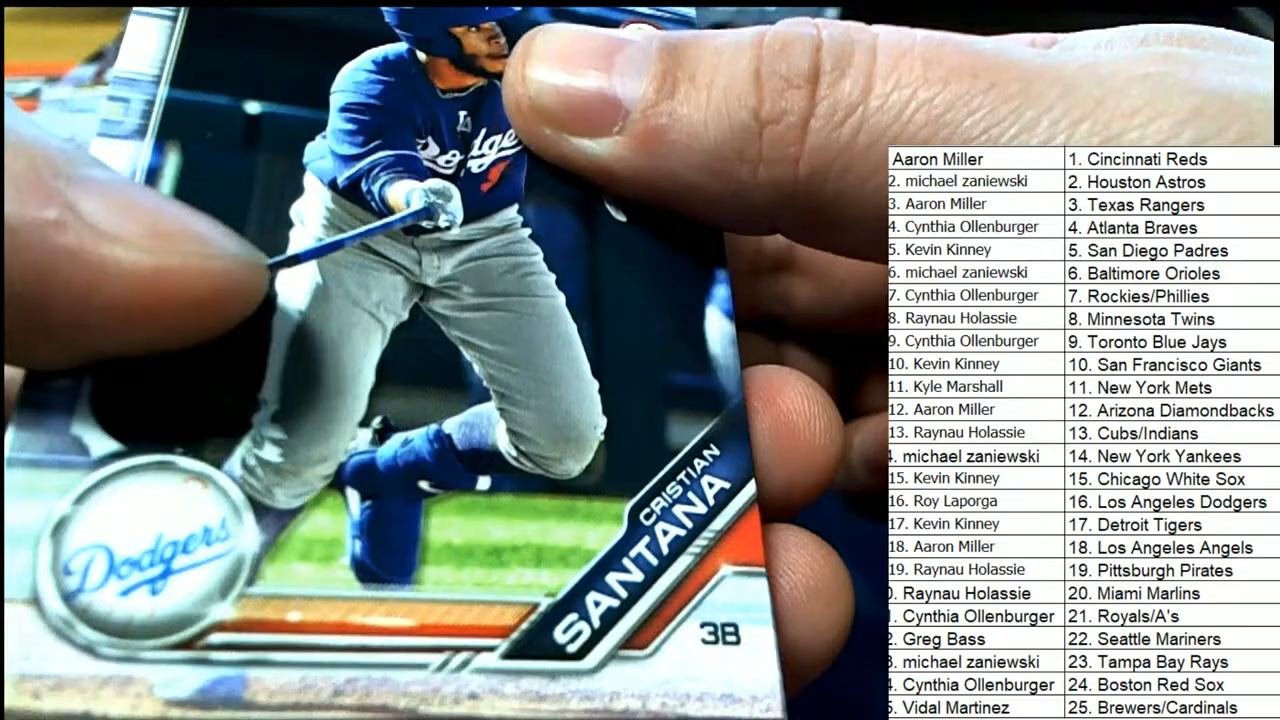 Dodgers
Dodgers
CRISTIAN
SANTANA
3B
Aaron Miller 1. Cincinnati Reds
2. michael zaniewski 2. Houston Astros
3. Aaron Miller 3. Texas Rangers
4. Cynthia Ollenburger 4. Atlanta Braves
5. Kevin Kinney 5. San Diego Padres
6. michael zaniewski 6. Baltimore Orioles
7. Cynthia Ollenburger 7. Rockies/Phillies
8. Raynau Holassie 8. Minnesota Twins
9. Cynthia Ollenburger 9. Toronto Blue Jays
10. Kevin Kinney 10. San Francisco Giants
11. Kyle Marshall 11. New York Mets
12. Aaron Miller 12. Arizona Diamondbacks
13. Raynau Holassie 13. Cubs/Indians
. michael zaniewski 14. New York Yankees
15. Kevin Kinney 15. Chicago White Sox
16. Roy Laporga 16. Los Angeles Dodgers
17. Kevin Kinney 17. Detroit Tigers
18. Aaron Miller 18. Los Angeles Angels
19. Raynau Holassie 19. Pittsburgh Pirates
. Raynau Holassie 20. Miami Marlins
. Cynthia Ollenburger 21. Royals/A's
. Greg Bass 22. Seattle Mariners
. michael zaniewski 23. Tampa Bay Rays
. Cynthia Ollenburger 24. Boston Red Sox
. Vidal Martinez 25. Brewers/Cardinals